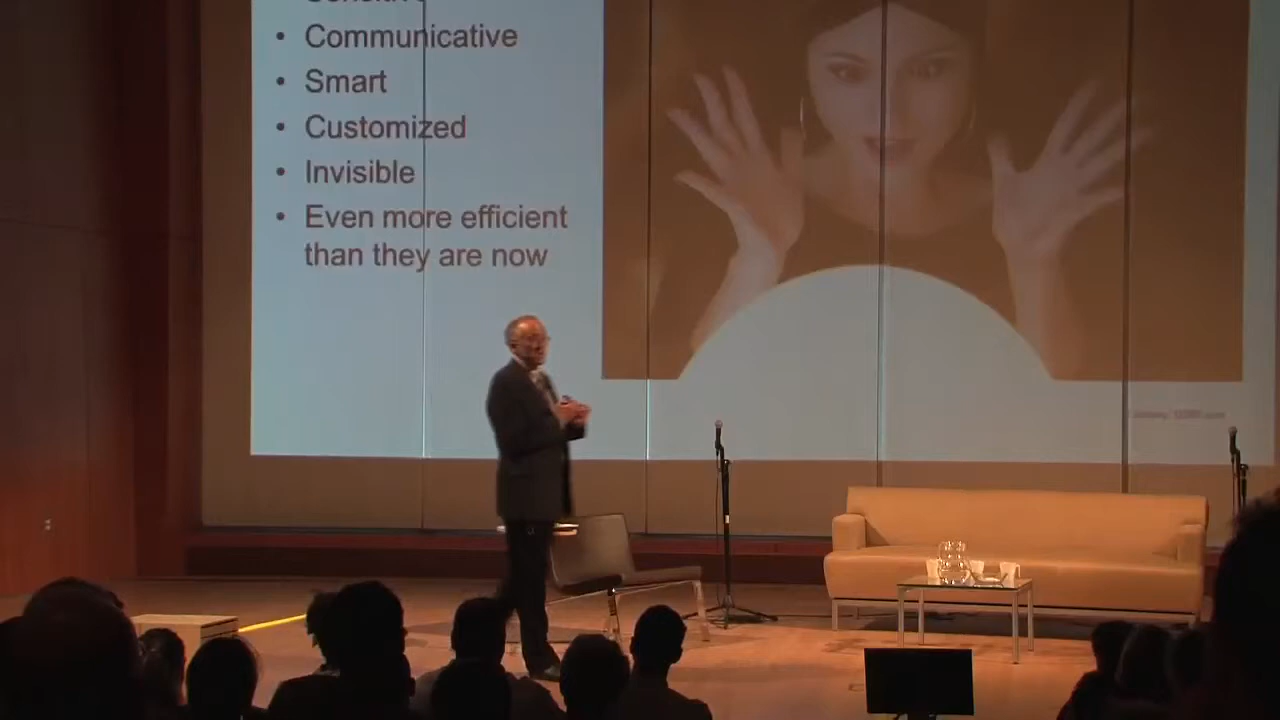 • Communicative
• Smart
• Customized
• Invisible
• Even more efficient
than they are now